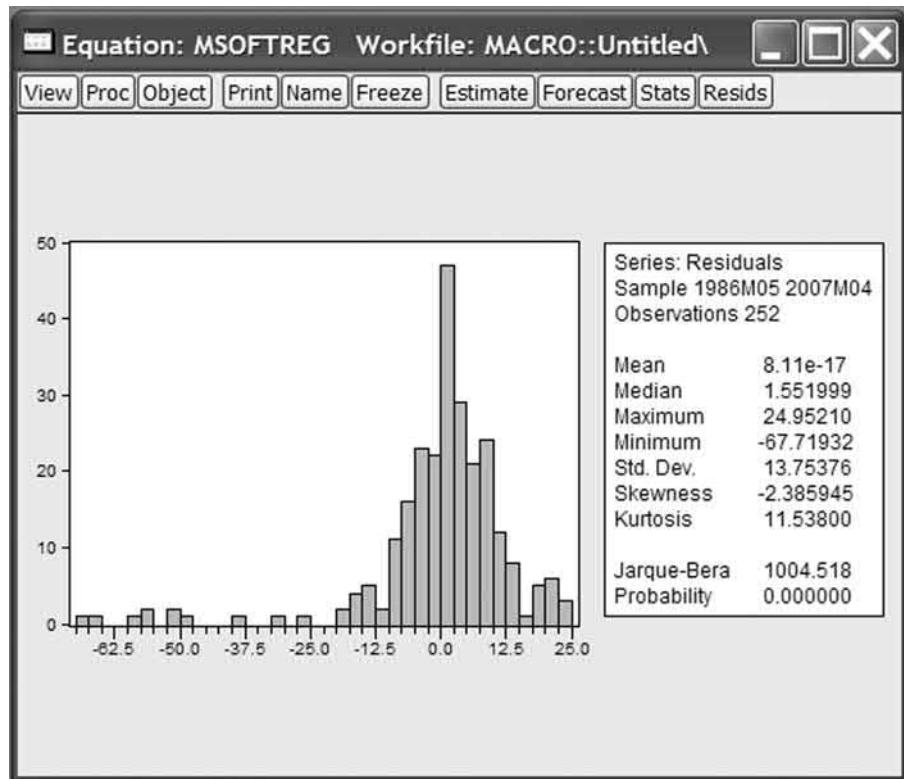 Equation: MSOFTREG Workfile: MACRO::Untitled\
View Proc Object Print Name Freeze Estimate Forecast Stats Resids
50
40
30
20
10
0
-62.5 -50.0 -37.5 -25.0 -12.5 0.0 12.5 25.0
Series: Residuals
Sample 1986M05 2007M04
Observations 252
Mean 8.11e-17
Median 1.551999
Maximum 24.95210
Minimum -67.71932
Std. Dev. 13.75376
Skewness -2.385945
Kurtosis 11.53800
Jarque-Bera 1004.518
Probability 0.000000